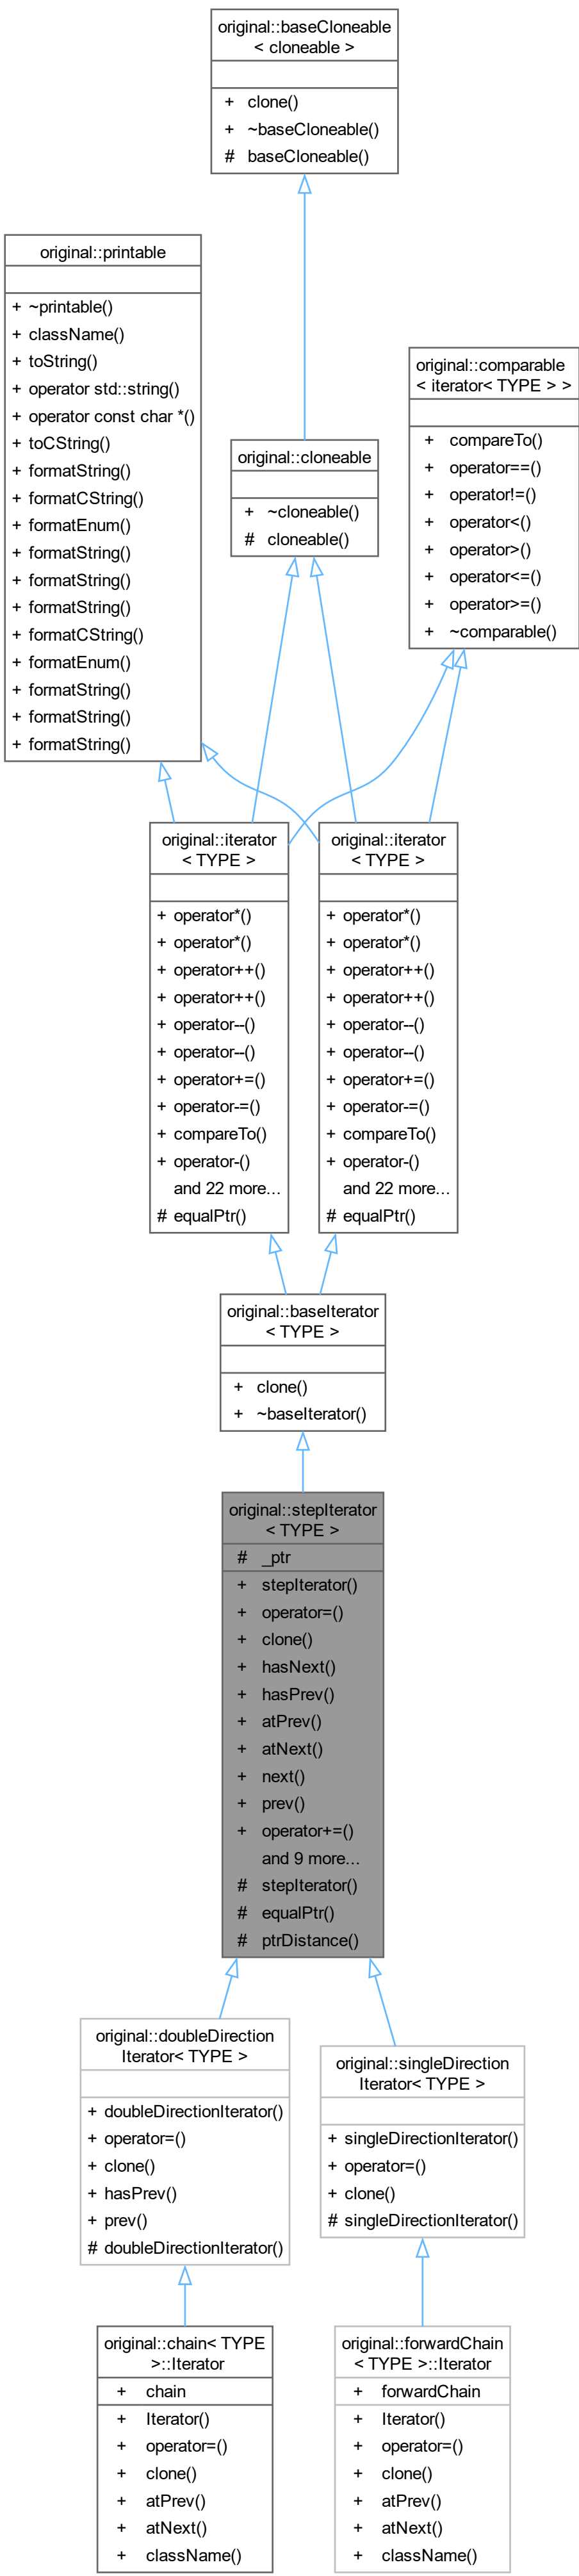 original::baseCloneable
< cloneable >
+ clone()
+ ~baseCloneable()
# baseCloneable()
original::printable
+ ~printable()
+ className()
+ toString()
+ operator std::string()
+ operator const char *()
+ toCString()
+ formatString()
+ formatCString()
+ formatEnum()
+ formatString()
+ formatString()
+ formatString()
+ formatCString()
+ formatEnum()
+ formatString()
+ formatString()
+ formatString()
original::comparable
< iterator< TYPE > >
+ compareTo()
+ operator==()
+ operator!=()
+ operator<()
+ operator>()
+ operator<=()
+ operator>=()
+ ~comparable()
original::cloneable
+ ~cloneable()
# cloneable()
original::iterator
< TYPE >
+ operator*()
+ operator*()
+ operator++()
+ operator++()
+ operator--()
+ operator--()
+ operator+=()
+ operator-=()
+ compareTo()
+ operator-()
and 22 more...
# equalPtr()
original::iterator
< TYPE >
+ operator*()
+ operator*()
+ operator++()
+ operator++()
+ operator--()
+ operator--()
+ operator+=()
+ operator-=()
+ compareTo()
+ operator-()
and 22 more...
# equalPtr()
original::baseIterator
< TYPE >
+ clone()
+ ~baseIterator()
original::stepIterator
< TYPE >
# _ptr
+ stepIterator()
+ operator=()
+ clone()
+ hasNext()
+ hasPrev()
+ atPrev()
+ atNext()
+ next()
+ prev()
+ operator+=()
and 9 more...
# stepIterator()
# equalPtr()
# ptrDistance()
original::doubleDirection
Iterator< TYPE >
+ doubleDirectionIterator()
+ operator=()
+ clone()
+ hasPrev()
+ prev()
# doubleDirectionIterator()
original::singleDirection
Iterator< TYPE >
+ singleDirectionIterator()
+ operator=()
+ clone()
# singleDirectionIterator()
original::chain< TYPE
>::Iterator
+ chain
+ Iterator()
+ operator=()
+ clone()
+ atPrev()
+ atNext()
+ className()
original::forwardChain
< TYPE >::Iterator
+ forwardChain
+ Iterator()
+ operator=()
+ clone()
+ atPrev()
+ atNext()
+ className()